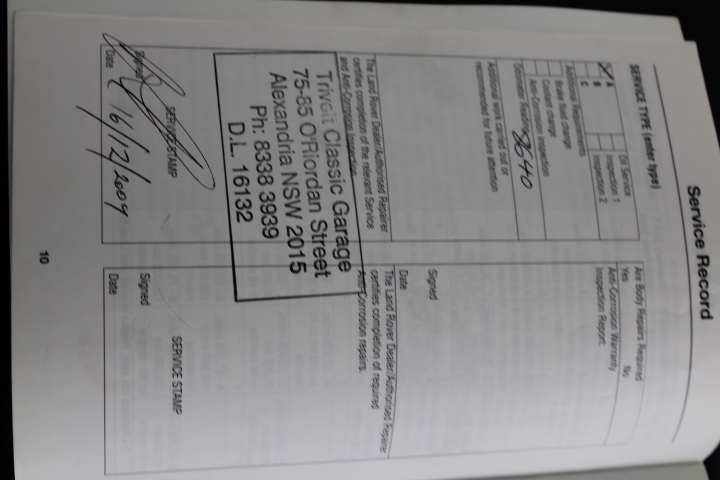 Service Record
SERVICE TYPE (enter type)
A
B
C
Oil Service
Inspection 1
Inspection 2
Additional Requirements
Brake fluid change
Coolant change
Anti-Corrosion Inspection
Odometer Reading 8640
Additional work carried out or
recommended for future attention
The Land Rover Dealer/Authorised Repairer
certifies completion of the relevant Service
and Anti-Corrosion Inspection
Trivett Classic Garage
75-85 O'Riordan Street
Alexandria NSW 2015
Ph: 8338 3939
D.L. 16132
SERVICE STAMP
Signed
Date 16/12/2009
Are Body Repairs Required
Yes No
Anti-Corrosion Warranty
Inspection Report:
Signed
Date
The Land Rover Dealer/Authorised Repairer
certifies completion of required
Anti-Corrosion repairs.
SERVICE STAMP
Signed
Date
10